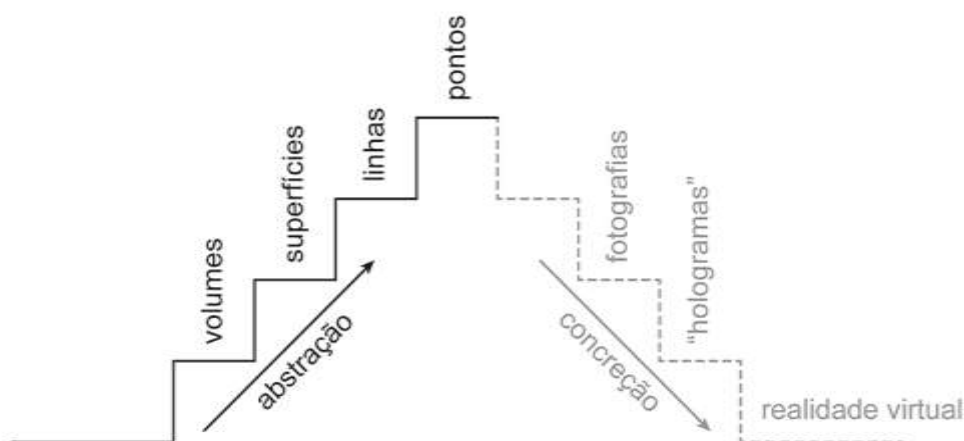 volumes
superfícies
linhas
pontos
abstração
fotografias
“hologramas”
concreção
realidade virtual